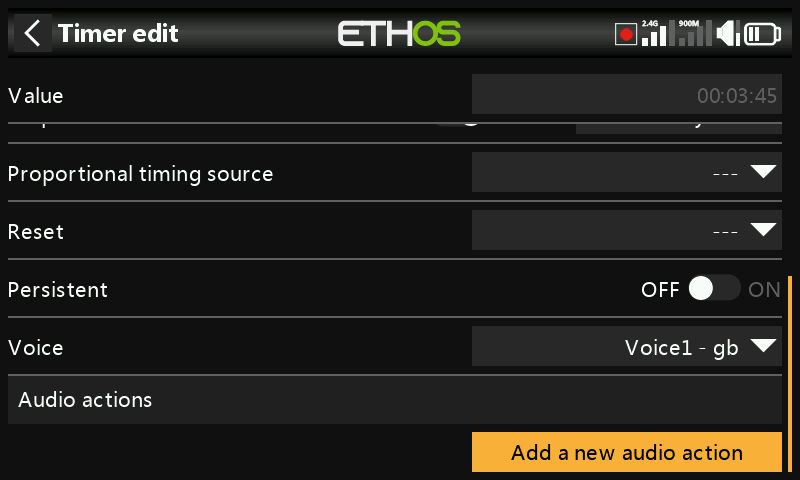 Timer edit
ETHOS
2.4G
900M
Value
00:03:45
Proportional timing source
---
Reset
---
Persistent
OFF
ON
Voice
Voice1 - gb
Audio actions
Add a new audio action